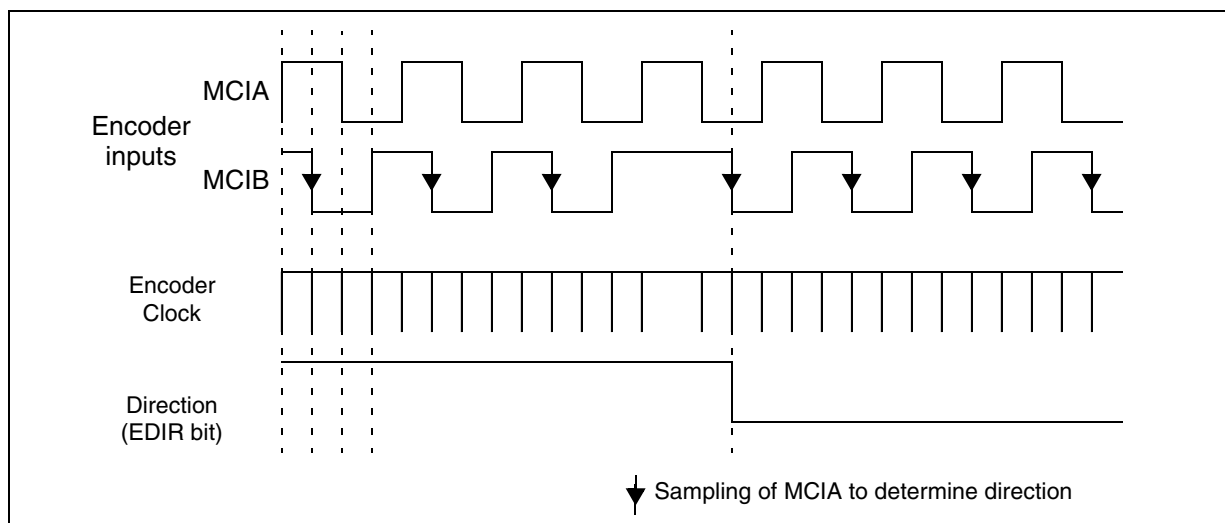 MCIA
Encoder
inputs
MCIB
Encoder
Clock
Direction
(EDIR bit)
Sampling of MCIA to determine direction